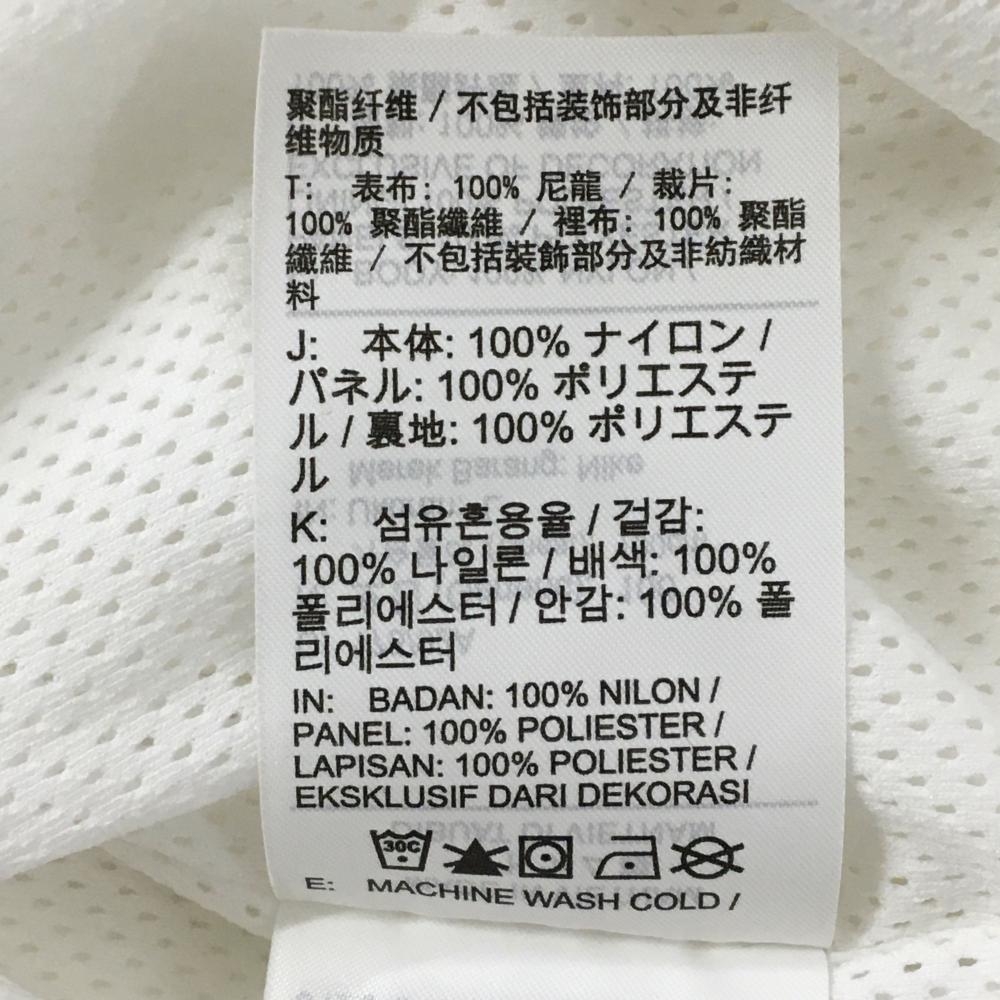 聚酯纤维 / 不包括装饰部分及非纤
维物质
T: 表布: 100% 尼龍 / 裁片:
100% 聚酯纖維 / 裡布: 100% 聚酯
纖維 / 不包括裝飾部分及非紡織材
料
J: 本体: 100% ナイロン /
パネル: 100% ポリエステ
ル / 裏地: 100% ポリエステ
ル
K: 섬유혼용율 / 겉감:
100% 나일론 / 배색: 100%
폴리에스터 / 안감: 100% 폴
리에스터
IN: BADAN: 100% NILON /
PANEL: 100% POLIESTER /
LAPISAN: 100% POLIESTER /
EKSKLUSIF DARI DEKORASI
30C
E: MACHINE WASH COLD /